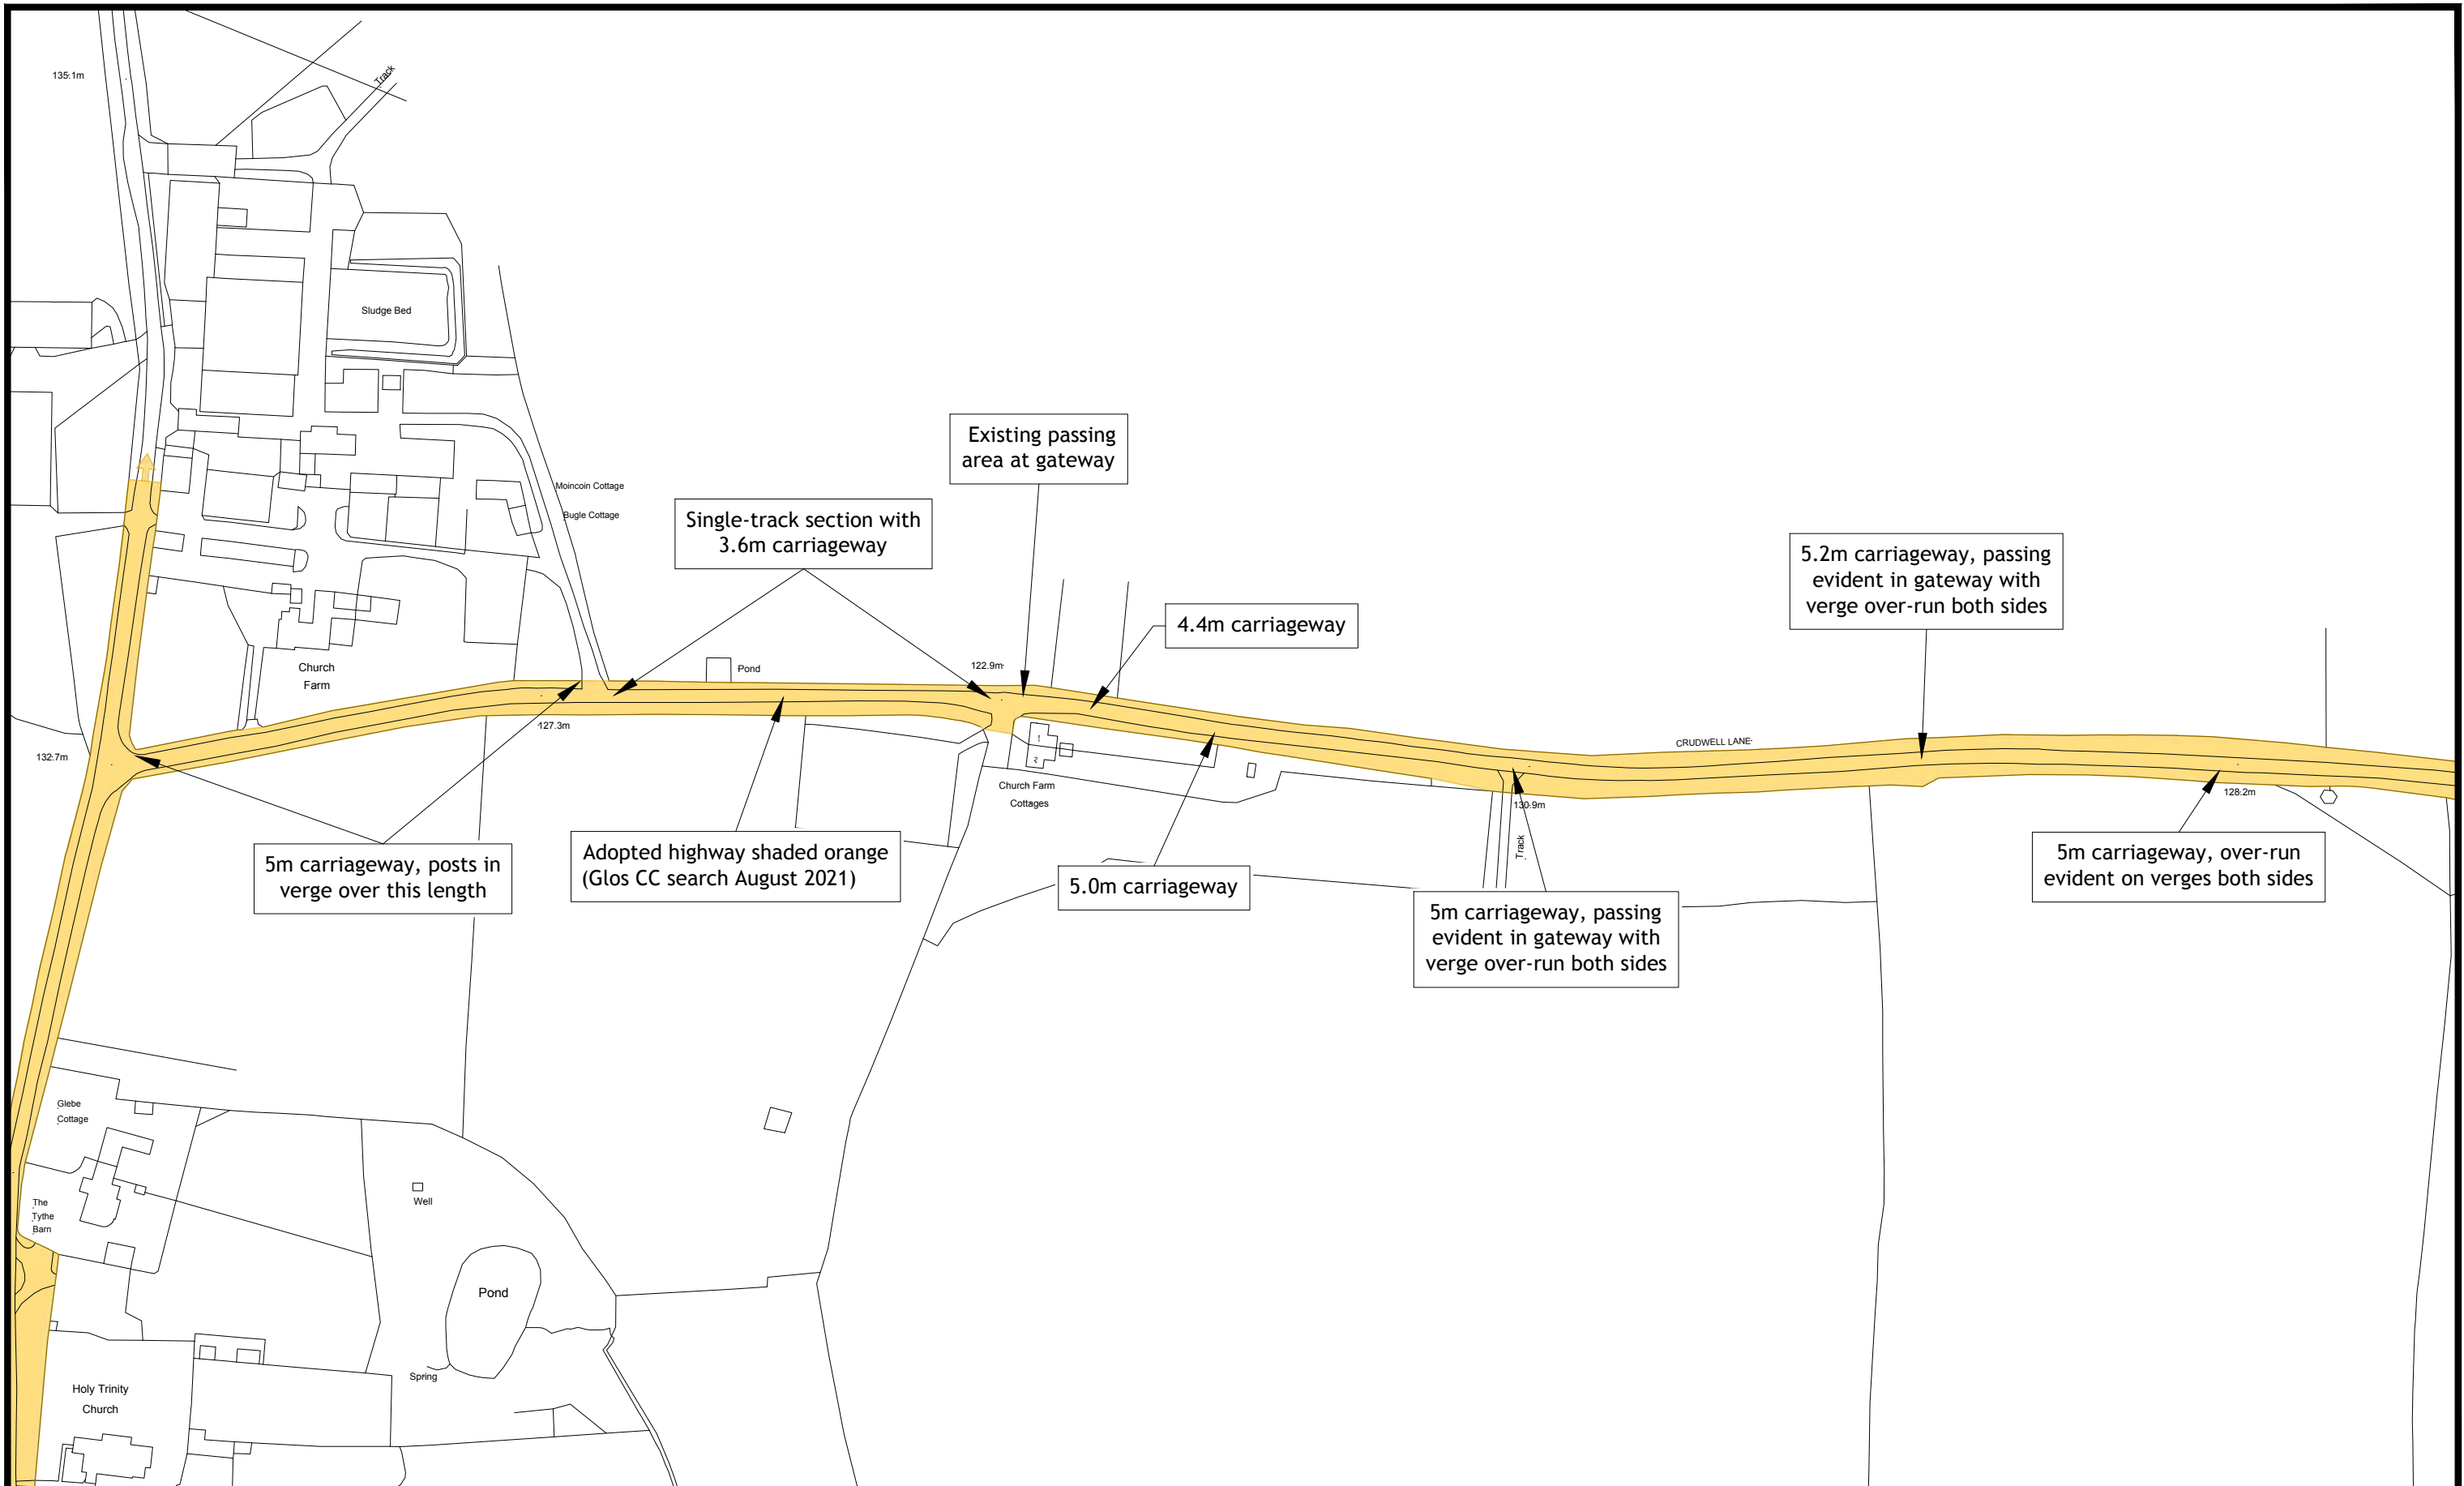 135.1m
Track
Sludge Bed
Moincoin Cottage
Bugle Cottage
Existing passing
area at gateway
Single-track section with
3.6m carriageway
5.2m carriageway, passing
evident in gateway with
verge over-run both sides
4.4m carriageway
Church
Farm
Pond
122.9m
127.3m
132.7m
CRUDWELL LANE
1
2
Church Farm
Cottages
130.9m
Track
128.2m
5m carriageway, posts in
verge over this length
Adopted highway shaded orange
(Glos CC search August 2021)
5.0m carriageway
5m carriageway, passing
evident in gateway with
verge over-run both sides
5m carriageway, over-run
evident on verges both sides
Glebe
Cottage
The
Tythe
Barn
Well
Pond
Spring
Holy Trinity
Church